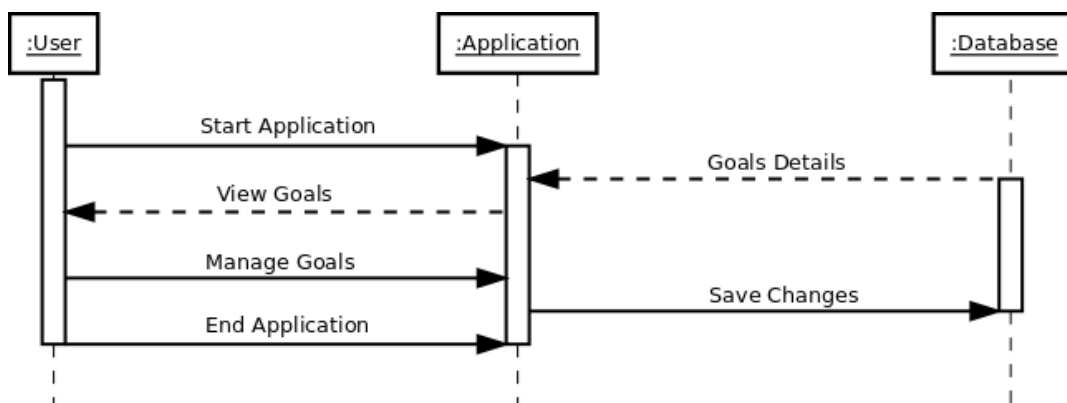 :User
:Application
:Database
Start Application
Goals Details
View Goals
Manage Goals
Save Changes
End Application